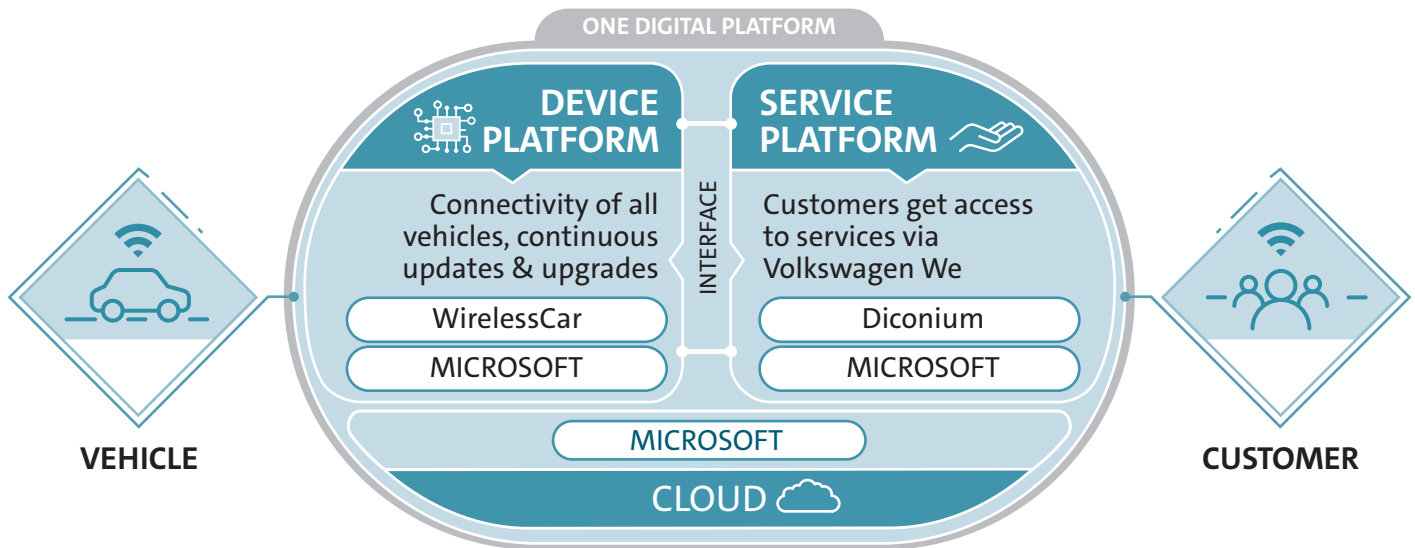 ONE DIGITAL PLATFORM
DEVICE
PLATFORM
Connectivity of all
vehicles, continuous
updates & upgrades
WirelessCar
MICROSOFT
INTERFACE
SERVICE
PLATFORM
Customers get access
to services via
Volkswagen We
Diconium
MICROSOFT
MICROSOFT
CLOUD
VEHICLE
CUSTOMER